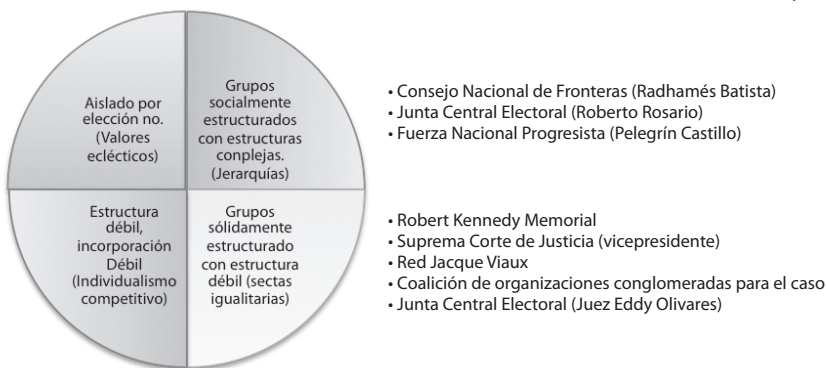 Aislado por
elección no.
(Valores
eclécticos)
Grupos
socialmente
estructurados
con estructuras
conplejas.
(Jerarquías)
• Consejo Nacional de Fronteras (Radhamés Batista)
• Junta Central Electoral (Roberto Rosario)
• Fuerza Nacional Progresista (Pelegrín Castillo)
Estructura
débil,
incorporación
Débil
(Individualismo
competitivo)
Grupos
sólidamente
estructurado
con estructura
débil (sectas
igualitarias)
• Robert Kennedy Memorial
• Suprema Corte de Justicia (vicepresidente)
• Red Jacque Viaux
• Coalición de organizaciones conglomeradas para el caso
• Junta Central Electoral (Juez Eddy Olivares)